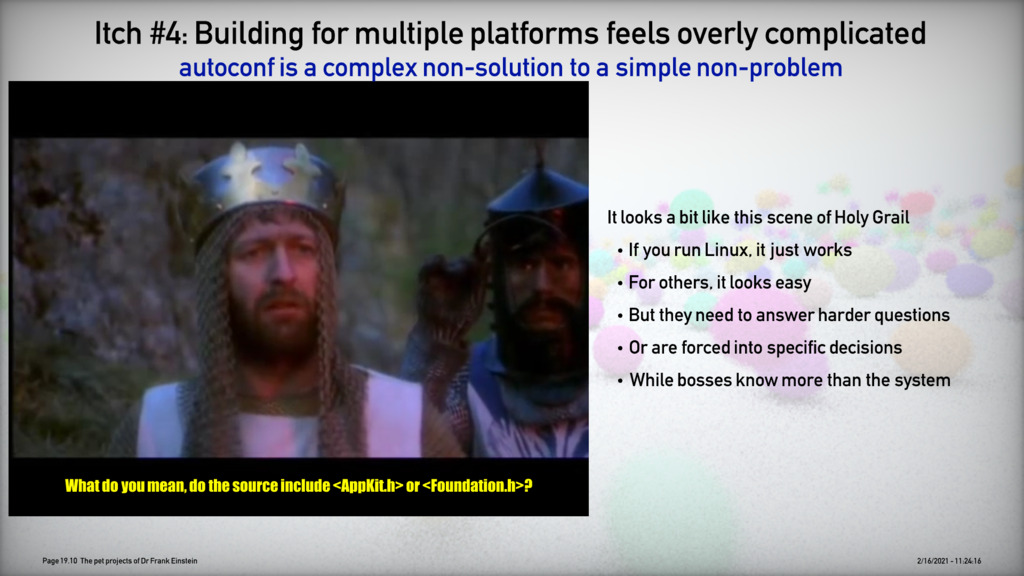 Itch #4: Building for multiple platforms feels overly complicated
autoconf is a complex non-solution to a simple non-problem
It looks a bit like this scene of Holy Grail
• If you run Linux, it just works
• For others, it looks easy
• But they need to answer harder questions
• Or are forced into specific decisions
• While bosses know more than the system
What do you mean, do the source include <AppKit.h> or <Foundation.h>?
Page 19.10 The pet projects of Dr Frank Einstein
2/16/2021 - 11:24:16